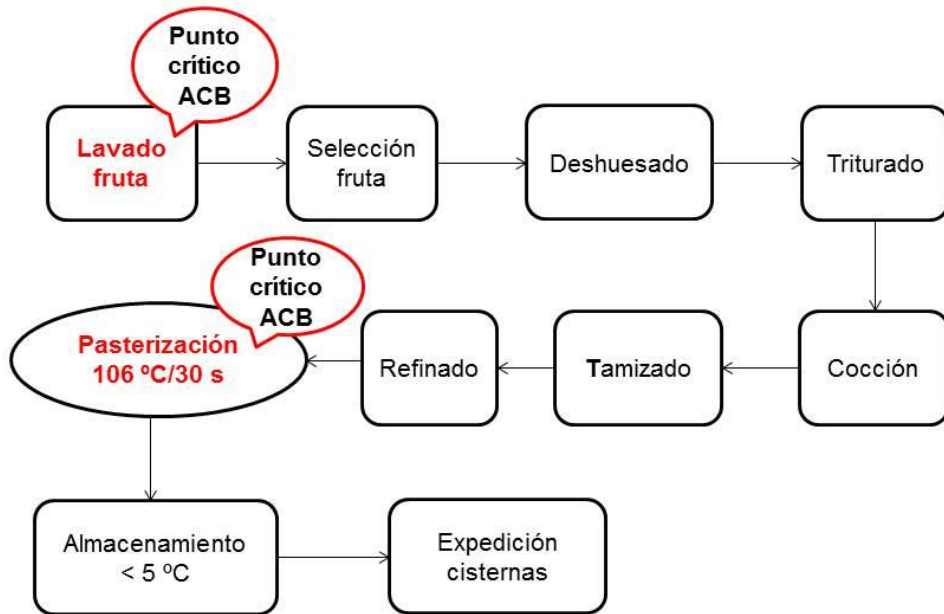 Punto
crítico
ACB
Lavado
fruta
Selección
fruta
Deshuesado
Triturado
Punto
crítico
ACB
Pasterización
106 ºC/30 s
Refinado
Tamizado
Cocción
Almacenamiento
< 5 ºC
Expedición
cisternas